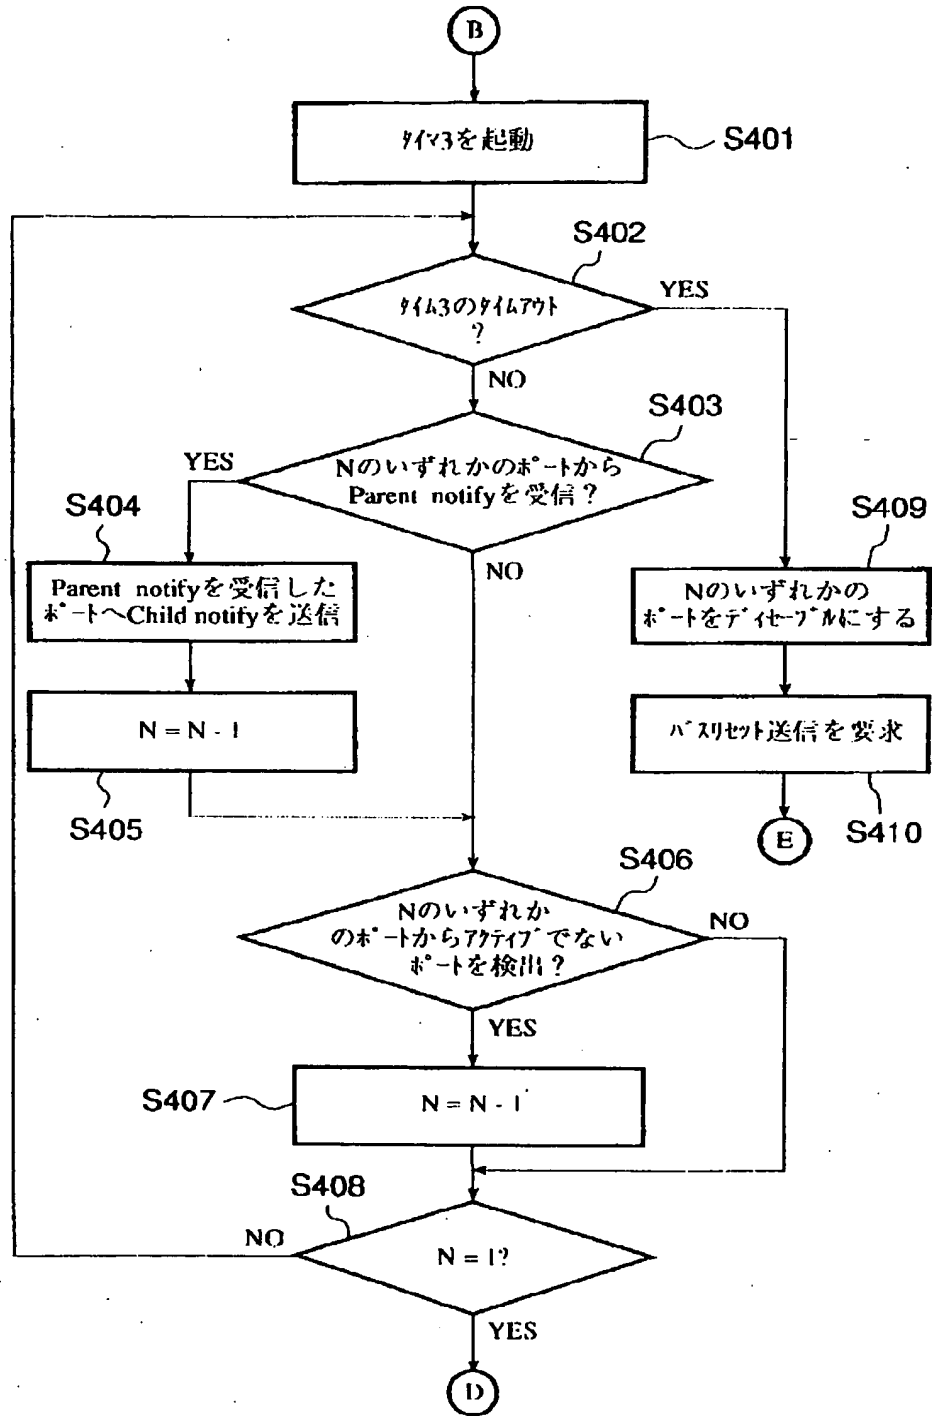 B
ﾀｲﾏ3を起動
S401
S402
ﾀｲﾑ3のﾀｲﾑｱｳﾄ
?
YES
NO
S403
Nのいずれかのﾎﾟｰﾄから
Parent notifyを受信?
YES
NO
S404
Parent notifyを受信した
ﾎﾟｰﾄへChild notifyを送信
N = N - 1
S405
S409
Nのいずれかの
ﾎﾟｰﾄをﾃﾞｨｾｰﾌﾞﾙにする
ﾊﾞｽﾘｾｯﾄ送信を要求
S410
E
S406
Nのいずれか
のﾎﾟｰﾄからｱｸﾃｨﾌﾞでない
ﾎﾟｰﾄを検出?
NO
YES
S407
N = N - 1
S408
N = 1?
NO
YES
D